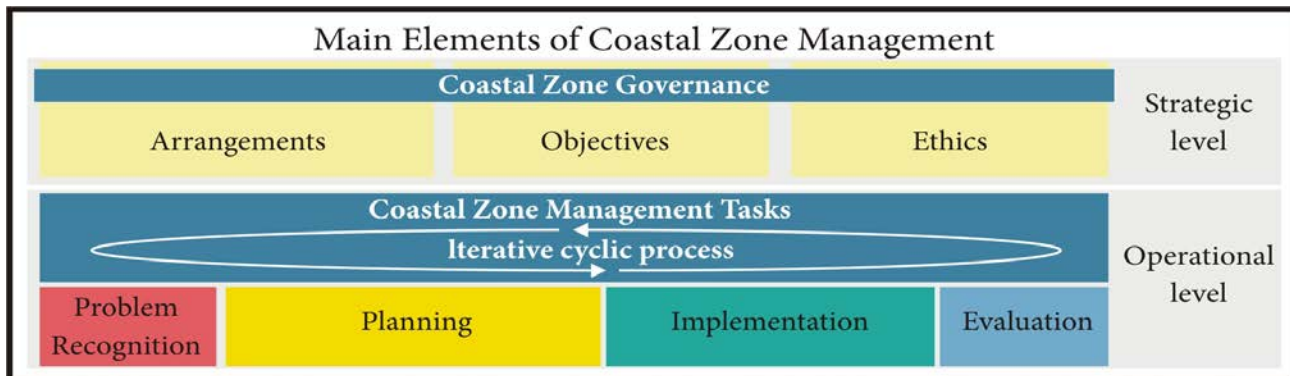 Main Elements of Coastal Zone Management
Coastal Zone Governance
Arrangements
Objectives
Ethics
Strategic
level
Coastal Zone Management Tasks
Iterative cyclic process
Operational
level
Problem
Recognition
Planning
Implementation
Evaluation